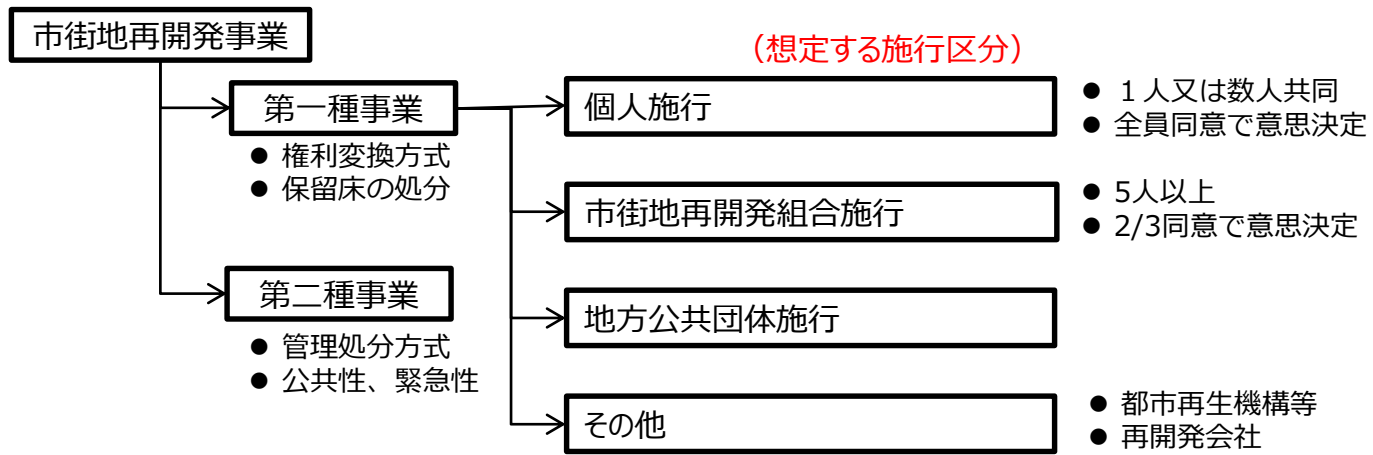 市街地再開発事業
（想定する施行区分）
第一種事業
● 権利変換方式
● 保留床の処分
個人施行
● １人又は数人共同
● 全員同意で意思決定
市街地再開発組合施行
● 5人以上
● 2/3同意で意思決定
第二種事業
● 管理処分方式
● 公共性、緊急性
地方公共団体施行
その他
● 都市再生機構等
● 再開発会社